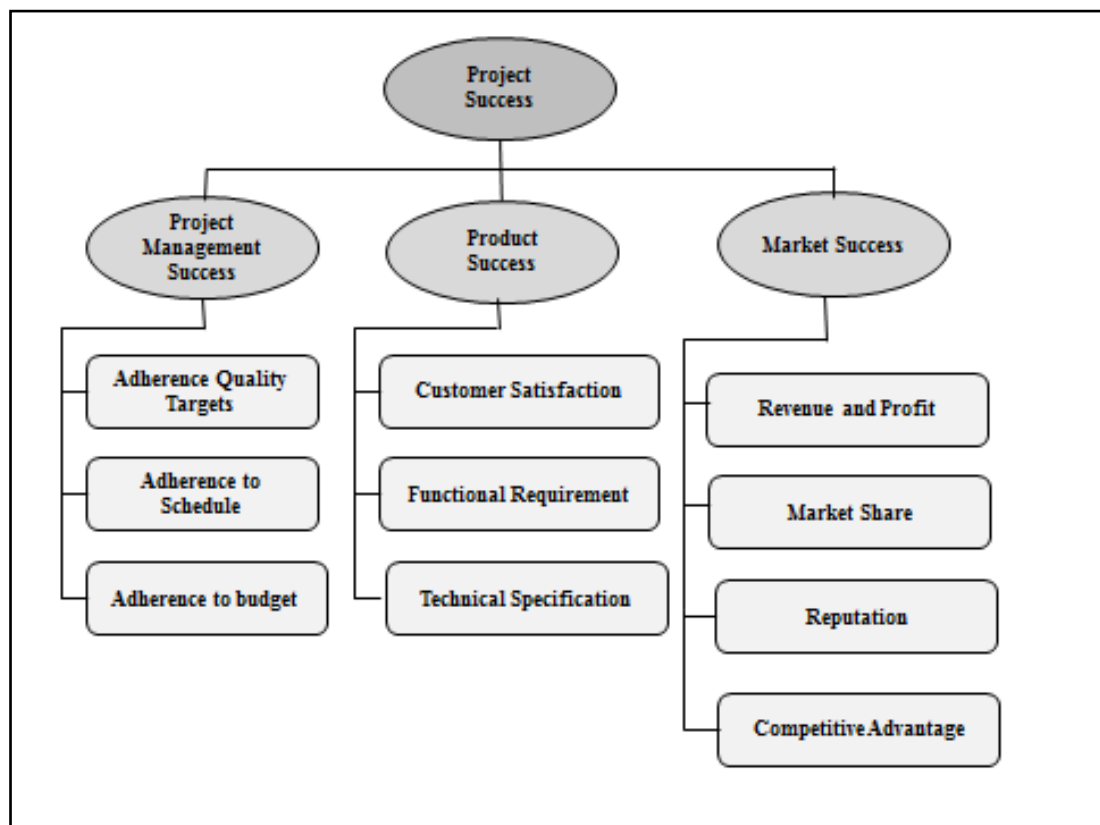 Project
Success
Project
Management
Success
Product
Success
Market Success
Adherence Quality
Targets
Adherence to
Schedule
Adherence to budget
Customer Satisfaction
Functional Requirement
Technical Specification
Revenue and Profit
Market Share
Reputation
Competitive Advantage